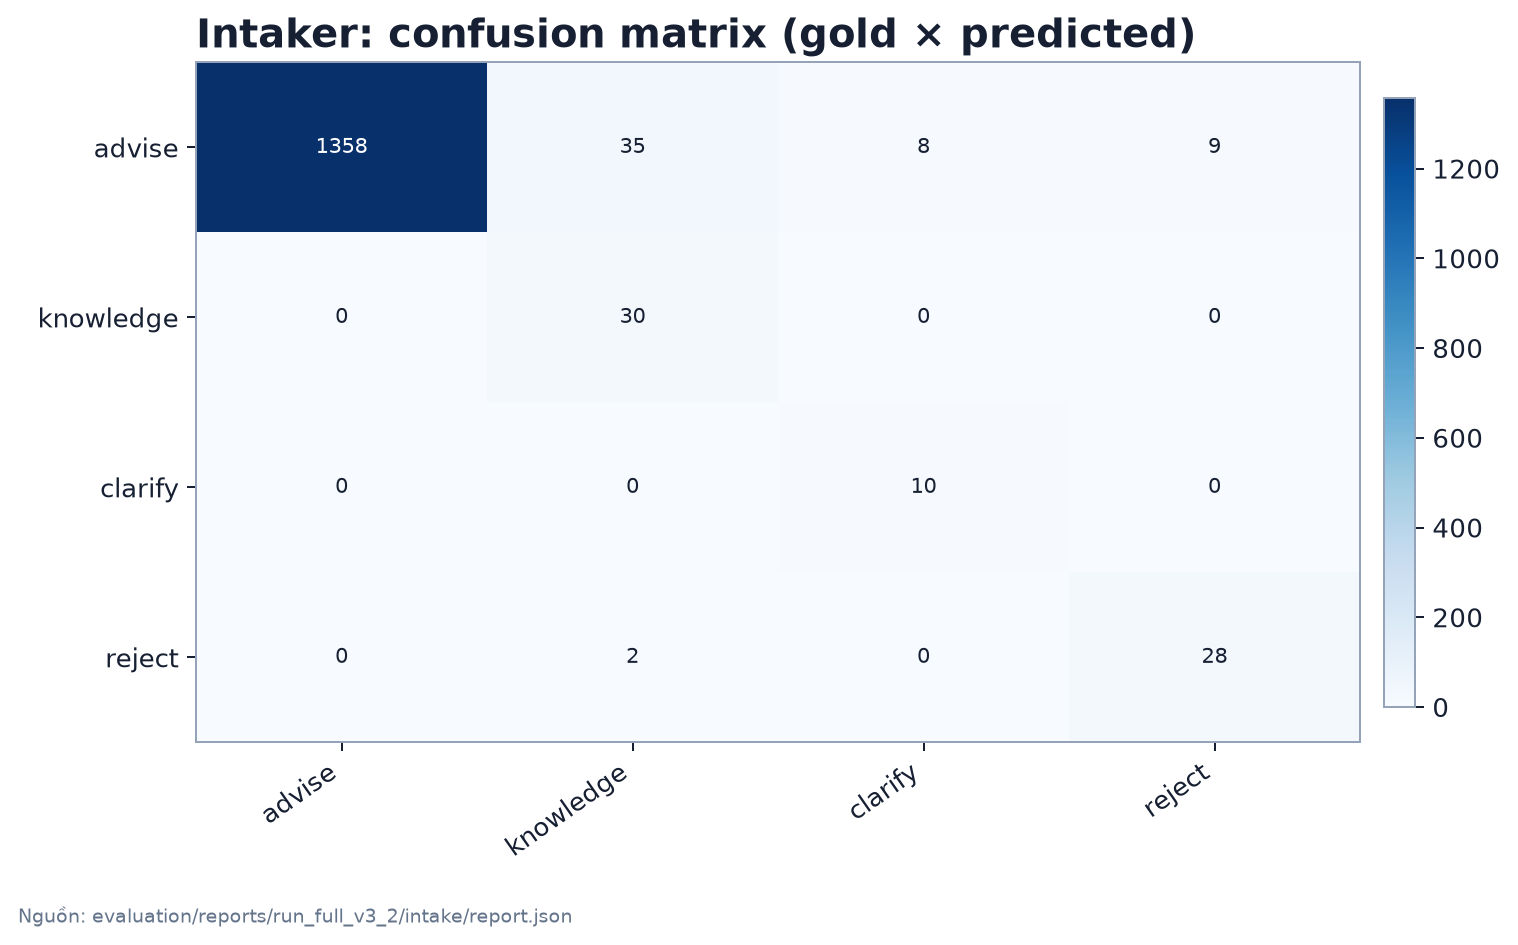 Intaker: confusion matrix (gold × predicted)
advise 1358 35 8 9
knowledge 0 30 0 0
clarify 0 0 10 0
reject 0 2 0 28
advise knowledge clarify reject
1200
1000
800
600
400
200
0
Nguồn: evaluation/reports/run_full_v3_2/intake/report.json